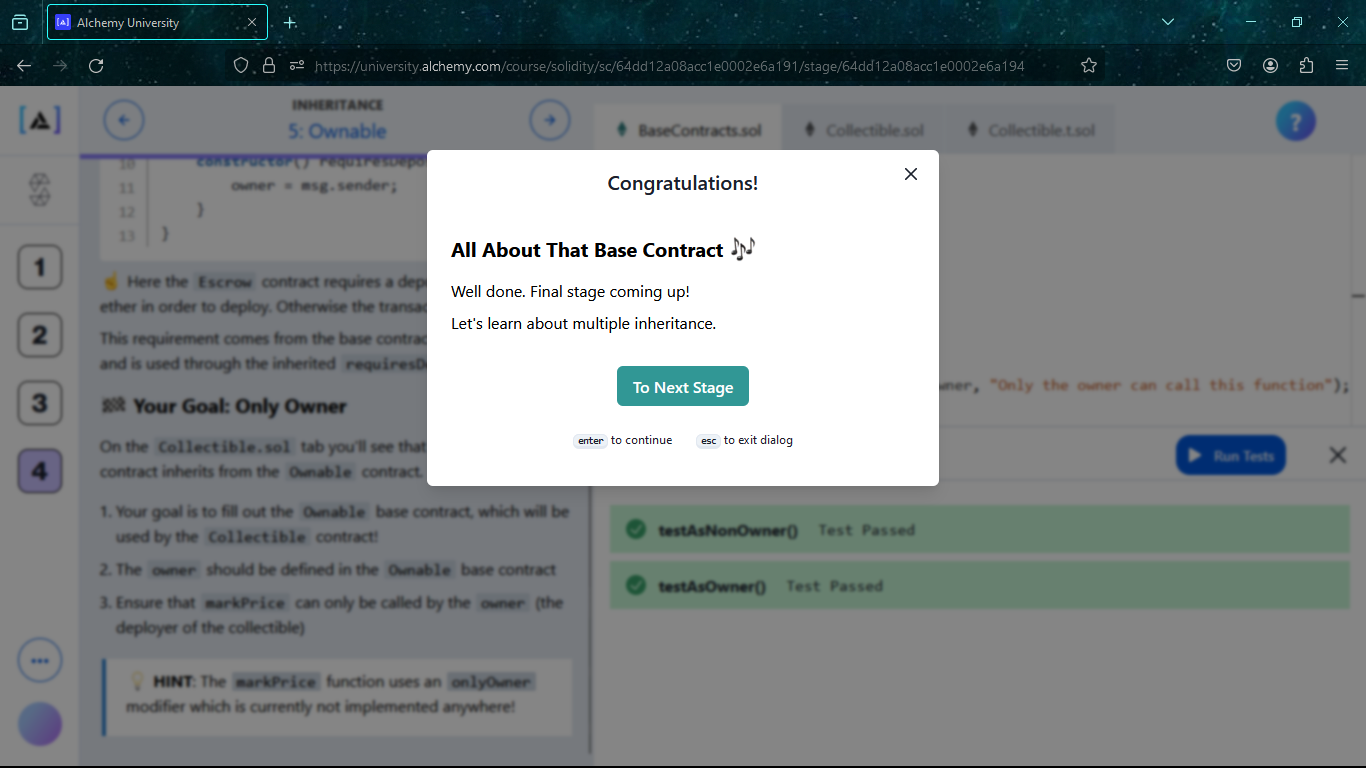 Alchemy University
https://university.alchemy.com/course/solidity/sc/64dd12a08acc1e0002e6a191/stage/64dd12a08acc1e0002e6a194
INHERITANCE
5: Ownable
BaseContracts.sol
Collectible.sol
Collectible.t.sol
?
1
2
3
4
10 constructor() requiresDepo
11 owner = msg.sender;
12 }
13 }
☝️ Here the Escrow contract requires a depo
ether in order to deploy. Otherwise the transac
This requirement comes from the base contrac
and is used through the inherited requiresDe
🏁 Your Goal: Only Owner
On the Collectible.sol tab you'll see that
contract inherits from the Ownable contract.
1. Your goal is to fill out the Ownable base contract, which will be
used by the Collectible contract!
2. The owner should be defined in the Ownable base contract
3. Ensure that markPrice can only be called by the owner (the
deployer of the collectible)
💡 HINT: The markPrice function uses an onlyOwner
modifier which is currently not implemented anywhere!
Congratulations!
All About That Base Contract 🎶
Well done. Final stage coming up!
Let's learn about multiple inheritance.
To Next Stage
enter to continue
esc to exit dialog
wner, "Only the owner can call this function");
Run Tests
testAsNonOwner() Test Passed
testAsOwner() Test Passed